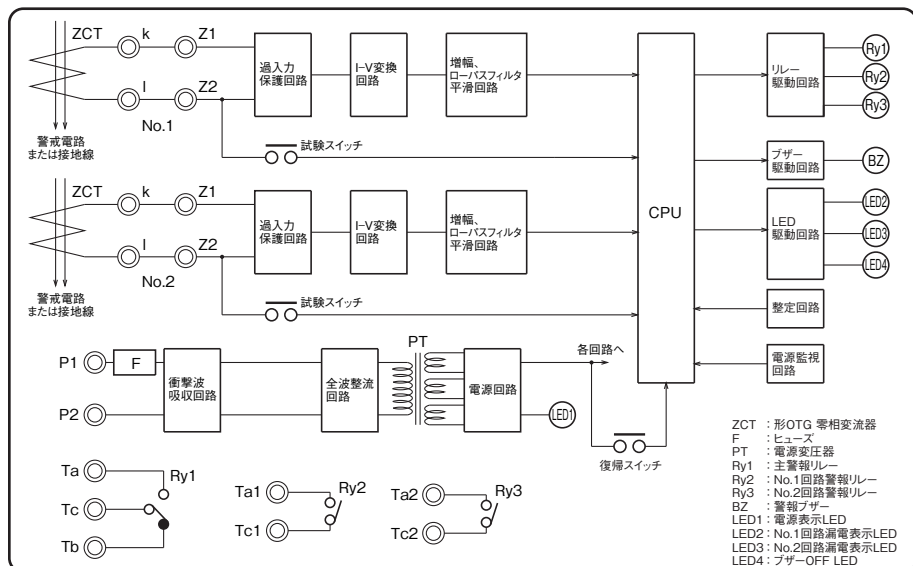 ZCT
k
Z1
l
Z2
No.1
警戒電路
または接地線
過入力
保護回路
I-V変換
回路
増幅、
ローパスフィルタ
平滑回路
試験スイッチ
ZCT
k
Z1
l
Z2
No.2
警戒電路
または接地線
過入力
保護回路
I-V変換
回路
増幅、
ローパスフィルタ
平滑回路
試験スイッチ
CPU
リレー
駆動回路
Ry1
Ry2
Ry3
ブザー
駆動回路
BZ
LED
駆動回路
LED2
LED3
LED4
整定回路
電源監視
回路
P1
F
P2
衝撃波
吸収回路
全波整流
回路
PT
電源回路
各回路へ
LED1
復帰スイッチ
Ta
Ry1
Tc
Tb
Ta1
Ry2
Tc1
Ta2
Ry3
Tc2
ZCT：形OTG 零相変流器
F：ヒューズ
PT：電源変圧器
Ry1：主警報リレー
Ry2：No.1回路警報リレー
Ry3：No.2回路警報リレー
BZ：警報ブザー
LED1：電源表示LED
LED2：No.1回路漏電表示LED
LED3：No.2回路漏電表示LED
LED4：ブザーOFF LED